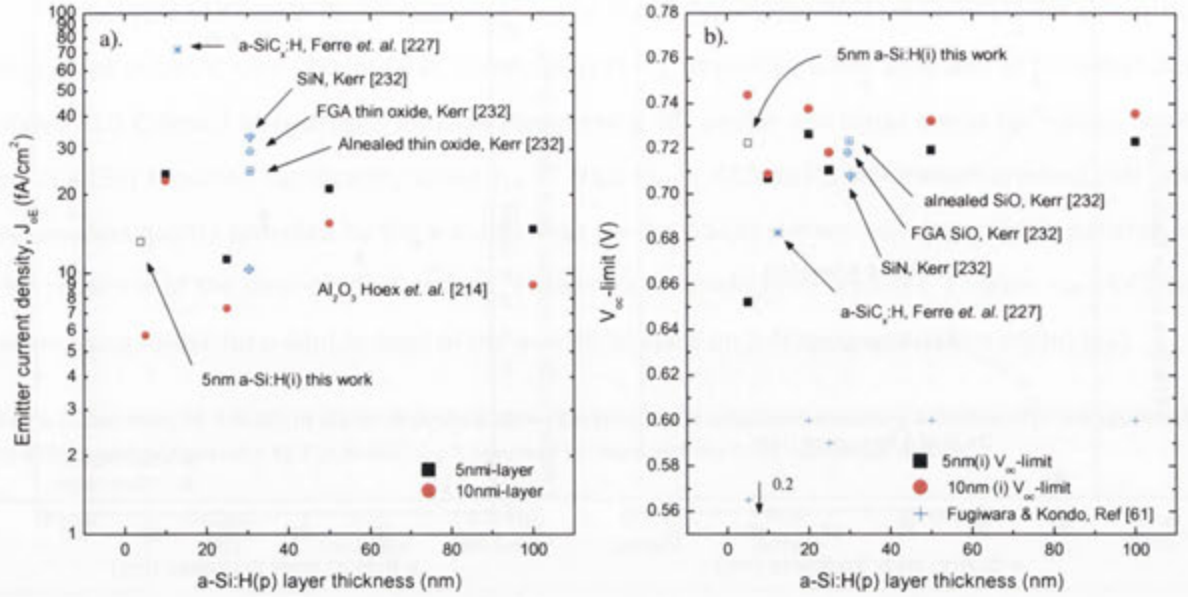 100
90
80
70
60
50
40
30
20
10
9
8
7
6
5
4
3
2
1
Emitter current density, JoE (fA/cm²)
a).
a-SiCx:H, Ferre et. al. [227]
SiN, Kerr [232]
FGA thin oxide, Kerr [232]
Alnealed thin oxide, Kerr [232]
Al2O3 Hoex et. al. [214]
5nm a-Si:H(i) this work
5nmi-layer
10nmi-layer
0 20 40 60 80 100
a-Si:H(p) layer thickness (nm)
0.78
0.76
0.74
0.72
0.70
0.68
0.66
0.64
0.62
0.60
0.58
0.56
Voc-limit (V)
b).
5nm a-Si:H(i) this work
alnealed SiO, Kerr [232]
FGA SiO, Kerr [232]
SiN, Kerr [232]
a-SiCx:H, Ferre et. al. [227]
0.2
5nm(i) Voc-limit
10nm (i) Voc-limit
Fugiwara & Kondo, Ref [61]
0 20 40 60 80 100
a-Si:H(p) layer thickness (nm)